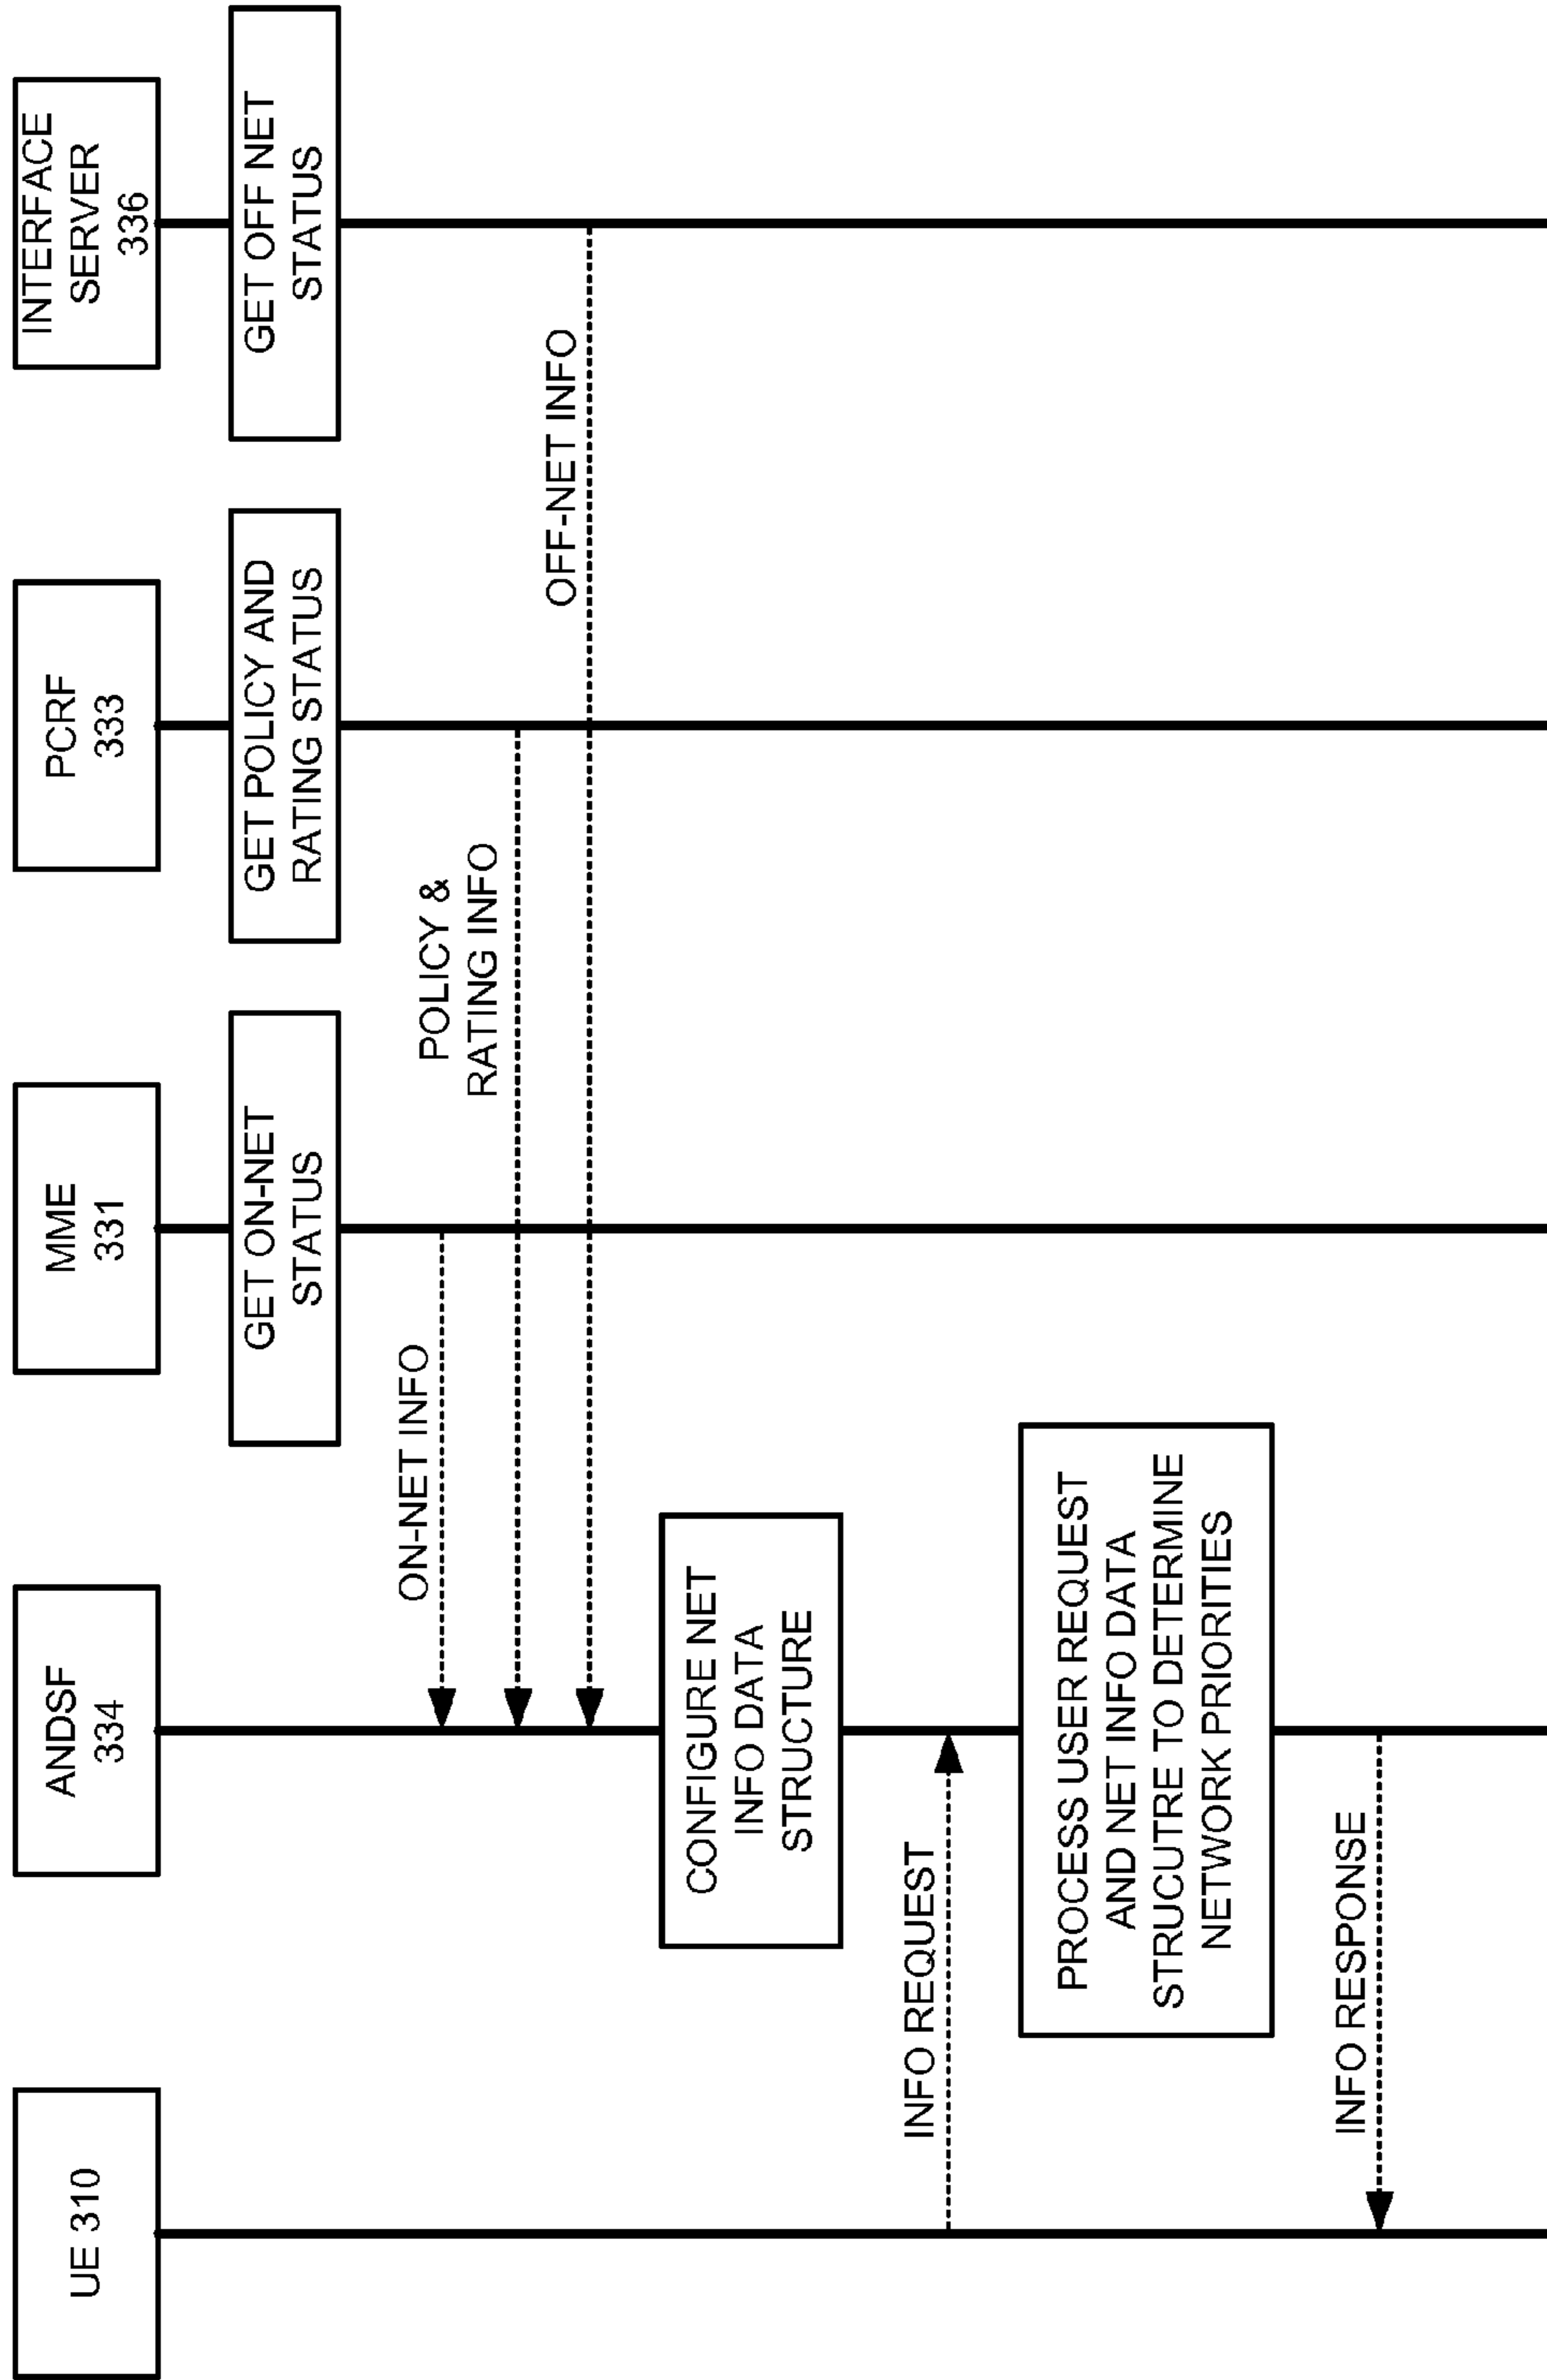 UE 310
ANDSF
334
MME
331
PCRF
333
INTERFACE
SERVER
336
GET ON-NET
STATUS
GET POLICY AND
RATING STATUS
GET OFF NET
STATUS
ON-NET INFO
POLICY &
RATING INFO
OFF-NET INFO
CONFIGURE NET
INFO DATA
STRUCTURE
INFO REQUEST
PROCESS USER REQUEST
AND NET INFO DATA
STRUCUTRE TO DETERMINE
NETWORK PRIORITIES
INFO RESPONSE